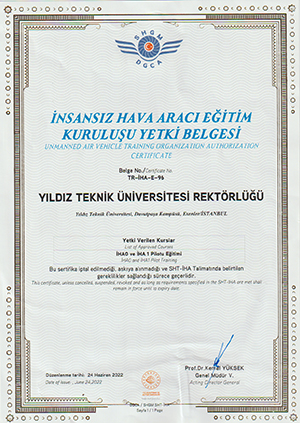 SHGM
DGCA
İNSANSIZ HAVA ARACI EĞİTİM
KURULUŞU YETKİ BELGESİ
UNMANNED AIR VEHICLE TRAINING ORGANIZATION AUTHORIZATION
CERTIFICATE
Belge No./Certificate No
TR-İHA-E-96
YILDIZ TEKNİK ÜNİVERSİTESİ REKTÖRLÜĞÜ
Yıldız Teknik Üniversitesi, Davutpaşa Kampüsü, Esenler/İSTANBUL
Yetki Verilen Kurslar
List of Approved Courses
İHA0 ve İHA 1 Pilotu Eğitimi
İHA0 and İHA1 Pilot Training
Bu sertifika iptal edilmediği, askıya alınmadığı ve SHT-İHA Talimatında belirtilen
gereklilikler sağlandığı sürece geçerlidir.
This certificate, unless cancelled, suspended, revoked and as long as requirements specified in the SHT-İHA are met shall
remain in force until to expiry date.
Düzenlenme tarihi: 24 Haziran 2022
Date of issue: June 24,2022
Prof.Dr.Kemal YÜKSEK
Genel Müdür V.
Acting Director General
Sayfa 1 / 1 Page